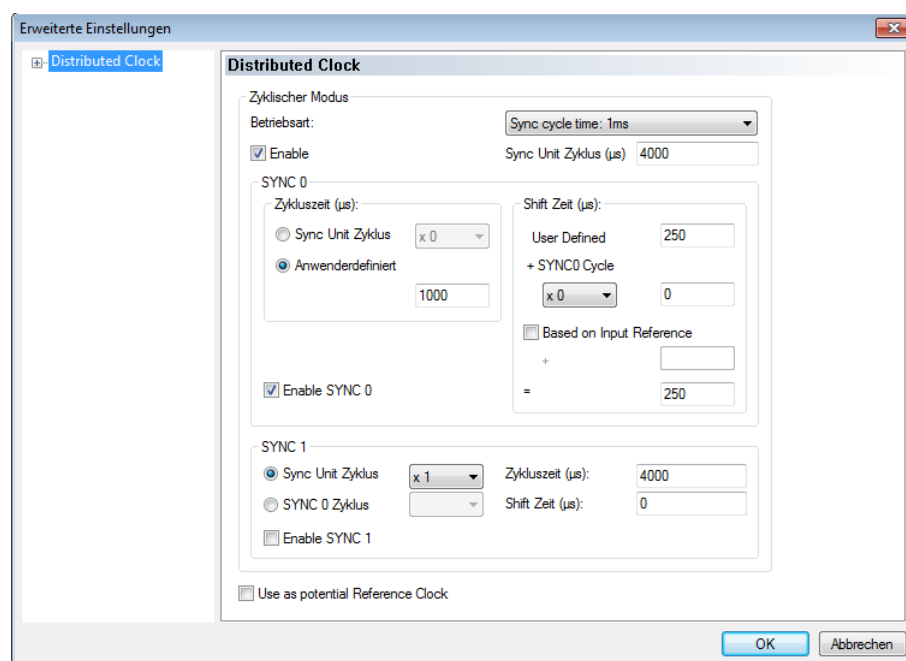 Erweiterte Einstellungen
Distributed Clock
Distributed Clock
Zyklischer Modus
Betriebsart:
Sync cycle time: 1ms
Enable
Sync Unit Zyklus (µs)
4000
SYNC 0
Zykluszeit (µs):
Sync Unit Zyklus
x 0
Anwenderdefiniert
1000
Enable SYNC 0
Shift Zeit (µs):
User Defined
250
+ SYNC0 Cycle
x 0
0
Based on Input Reference
+
=
250
SYNC 1
Sync Unit Zyklus
x 1
Zykluszeit (µs):
4000
SYNC 0 Zyklus
Shift Zeit (µs):
0
Enable SYNC 1
Use as potential Reference Clock
OK
Abbrechen